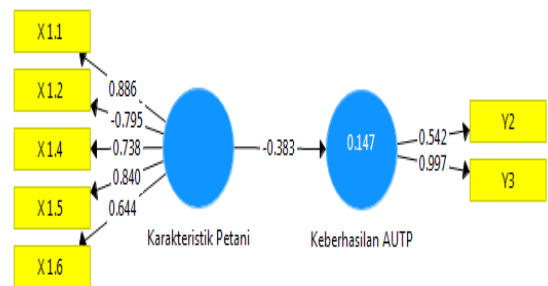 X1.1
X1.2
X1.4
X1.5
X1.6
0.886
-0.795
0.738
0.840
0.644
Karakteristik Petani
-0.383
0.147
Keberhasilan AUTP
0.542
0.997
Y2
Y3